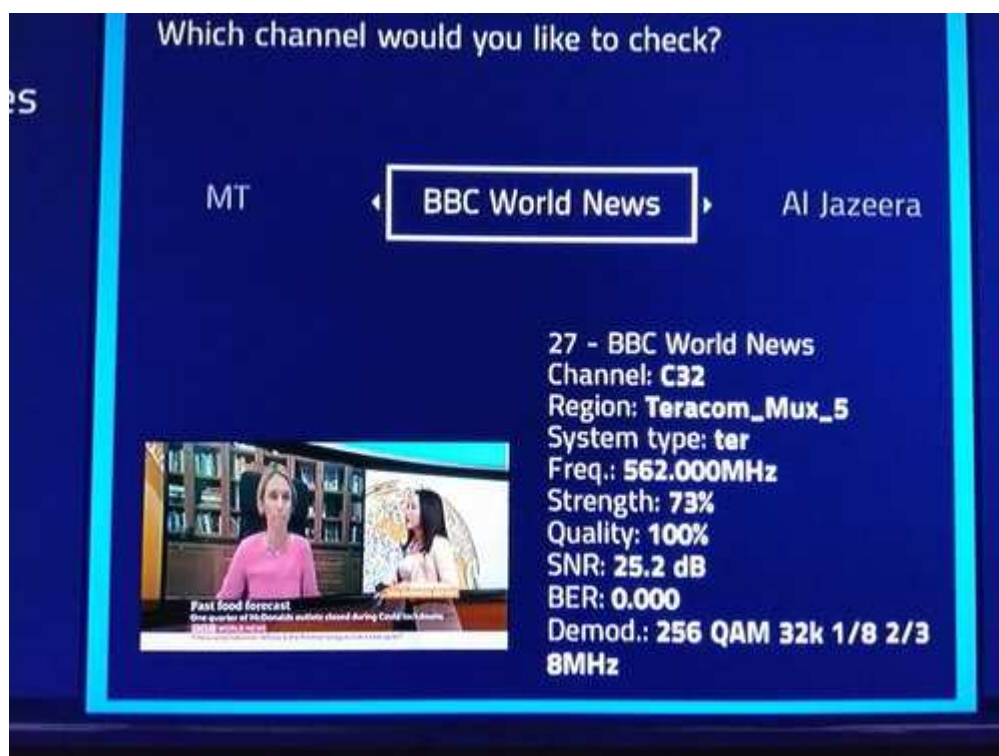 Which channel would you like to check?
es
MT
BBC World News
Al Jazeera
27 - BBC World News
Channel: C32
Region: Teracom_Mux_5
System type: ter
Freq.: 562.000MHz
Strength: 73%
Quality: 100%
SNR: 25.2 dB
BER: 0.000
Demod.: 256 QAM 32k 1/8 2/3
8MHz
Fast food forecast
One quarter of McDonalds outlets closed during Covid lockdowns
BBC WORLD NEWS